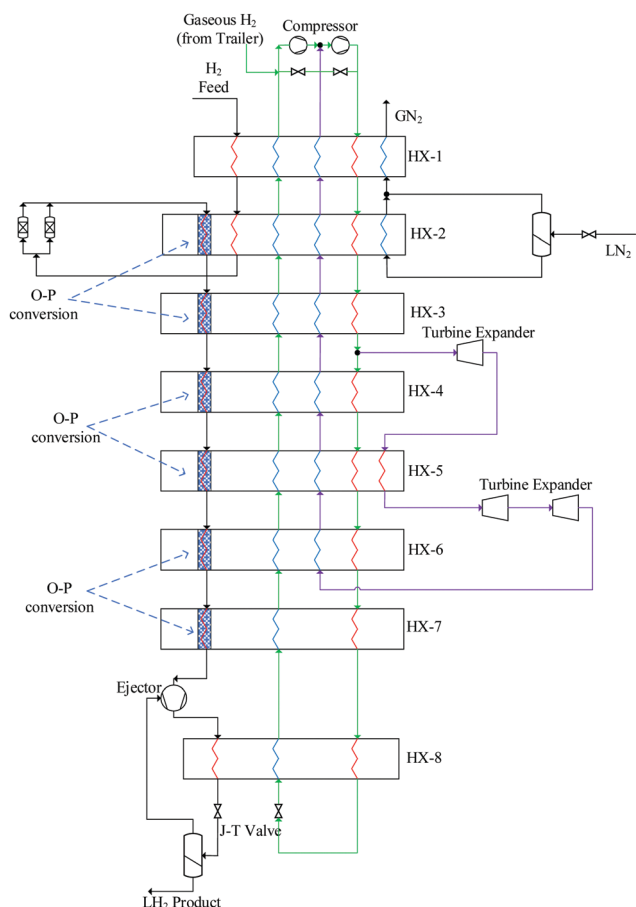 Gaseous H₂
(from Trailer)
Compressor
H₂
Feed
GN₂
HX-1
HX-2
LN₂
O-P
conversion
HX-3
Turbine Expander
HX-4
O-P
conversion
HX-5
Turbine Expander
HX-6
O-P
conversion
HX-7
Ejector
HX-8
J-T Valve
LH₂ Product